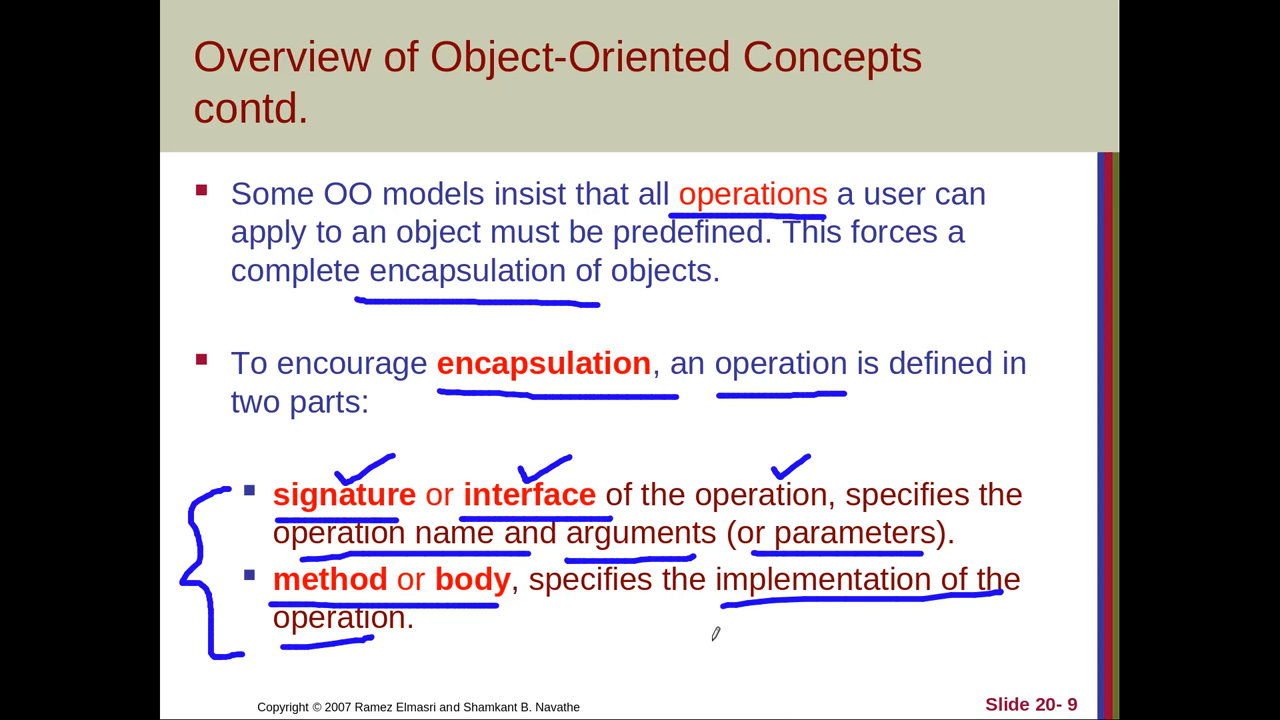 Overview of Object-Oriented Concepts
contd.
Some OO models insist that all operations a user can
apply to an object must be predefined. This forces a
complete encapsulation of objects.
To encourage encapsulation, an operation is defined in
two parts:
signature or interface of the operation, specifies the
operation name and arguments (or parameters).
method or body, specifies the implementation of the
operation.
Copyright © 2007 Ramez Elmasri and Shamkant B. Navathe
Slide 20- 9